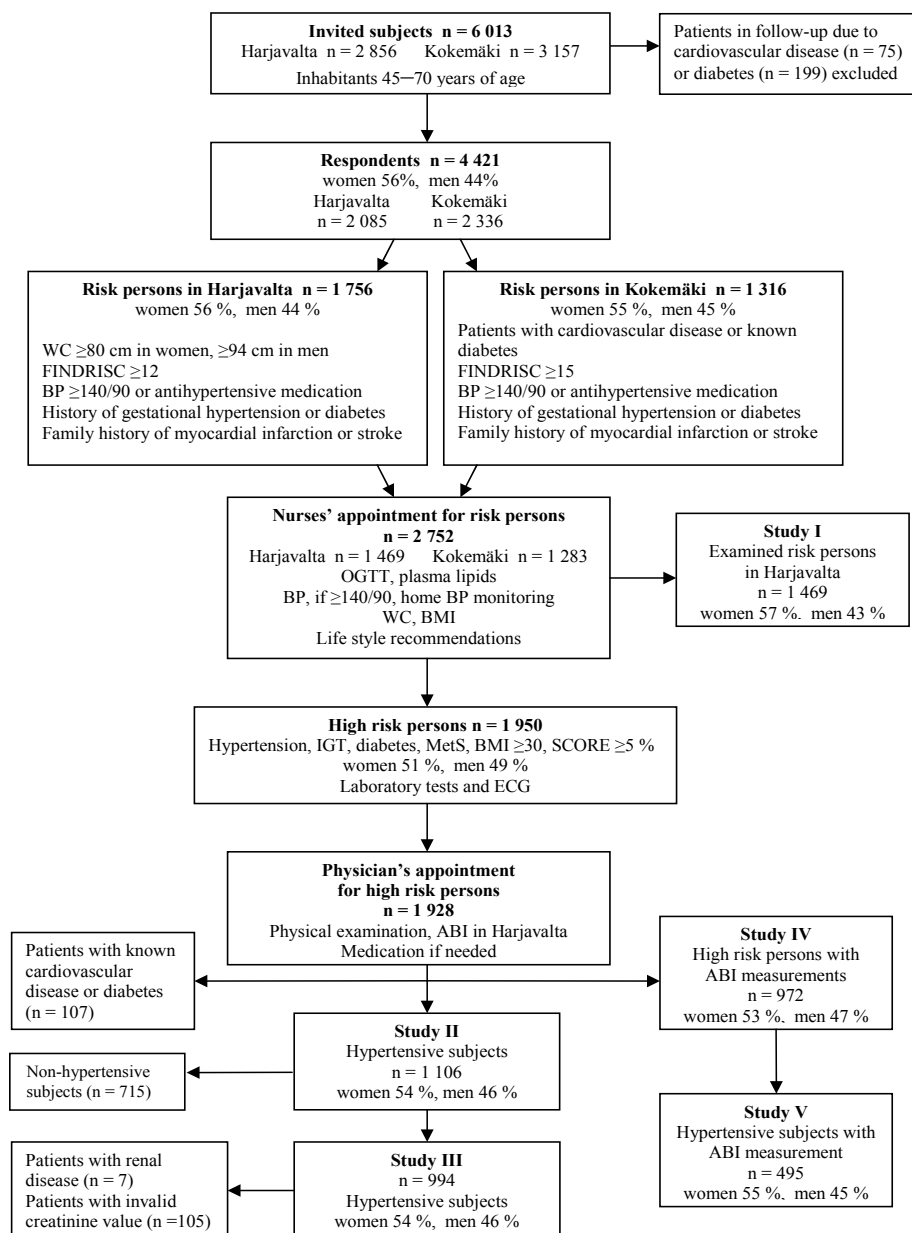 Invited subjects n = 6 013
Harjavalta n = 2 856 Kokemäki n = 3 157
Inhabitants 45—70 years of age
Patients in follow-up due to
cardiovascular disease (n = 75)
or diabetes (n = 199) excluded
Respondents n = 4 421
women 56%, men 44%
Harjavalta Kokemäki
n = 2 085 n = 2 336
Risk persons in Harjavalta n = 1 756
women 56 %, men 44 %
WC ≥80 cm in women, ≥94 cm in men
FINDRISC ≥12
BP ≥140/90 or antihypertensive medication
History of gestational hypertension or diabetes
Family history of myocardial infarction or stroke
Risk persons in Kokemäki n = 1 316
women 55 %, men 45 %
Patients with cardiovascular disease or known
diabetes
FINDRISC ≥15
BP ≥140/90 or antihypertensive medication
History of gestational hypertension or diabetes
Family history of myocardial infarction or stroke
Nurses’ appointment for risk persons
n = 2 752
Harjavalta n = 1 469 Kokemäki n = 1 283
OGTT, plasma lipids
BP, if ≥140/90, home BP monitoring
WC, BMI
Life style recommendations
Study I
Examined risk persons
in Harjavalta
n = 1 469
women 57 %, men 43 %
High risk persons n = 1 950
Hypertension, IGT, diabetes, MetS, BMI ≥30, SCORE ≥5 %
women 51 %, men 49 %
Laboratory tests and ECG
Physician’s appointment
for high risk persons
n = 1 928
Physical examination, ABI in Harjavalta
Medication if needed
Patients with known
cardiovascular
disease or diabetes
(n = 107)
Study IV
High risk persons with
ABI measurements
n = 972
women 53 %, men 47 %
Study II
Hypertensive subjects
n = 1 106
women 54 %, men 46 %
Non-hypertensive
subjects (n = 715)
Study V
Hypertensive subjects with
ABI measurement
n = 495
women 55 %, men 45 %
Patients with renal
disease (n = 7)
Patients with invalid
creatinine value (n =105)
Study III
n = 994
Hypertensive subjects
women 54 %, men 46 %